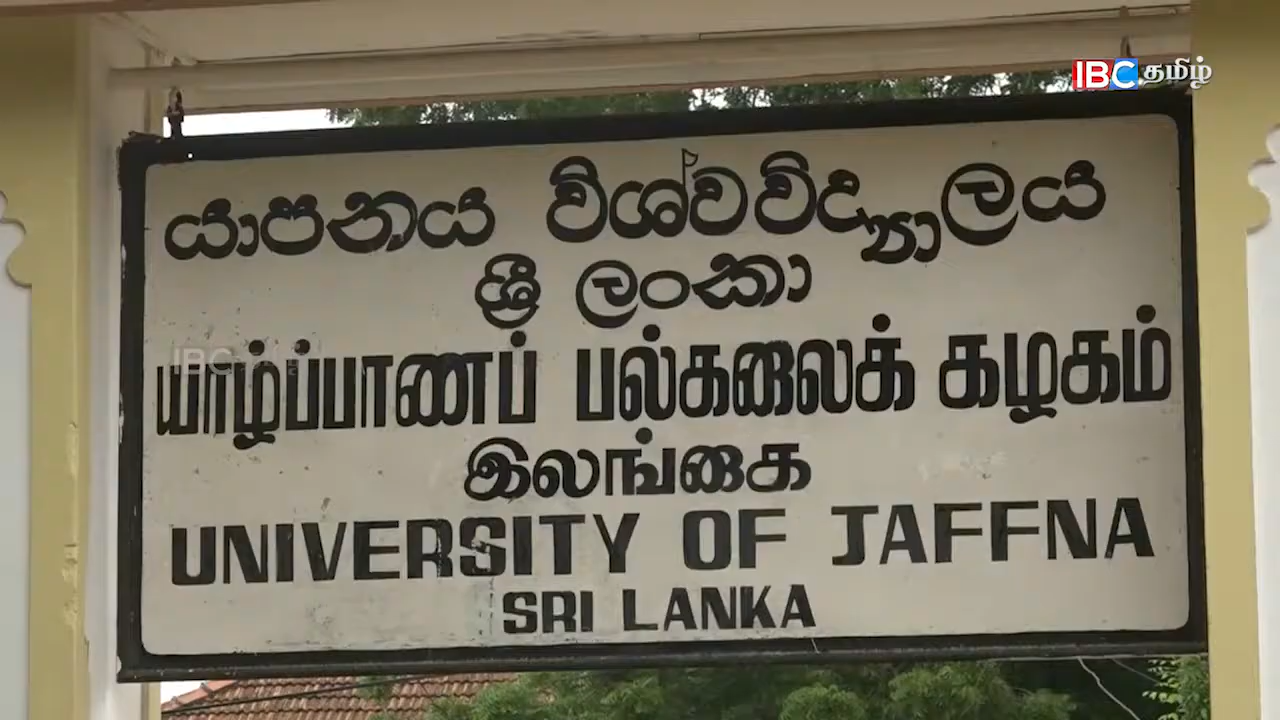 IBC தமிழ்
යාපනය විශ්වවිද්‍යාලය
ශ්‍රී ලංකා
யாழ்ப்பாணப் பல்கலைக் கழகம்
இலங்கை
UNIVERSITY OF JAFFNA
SRI LANKA